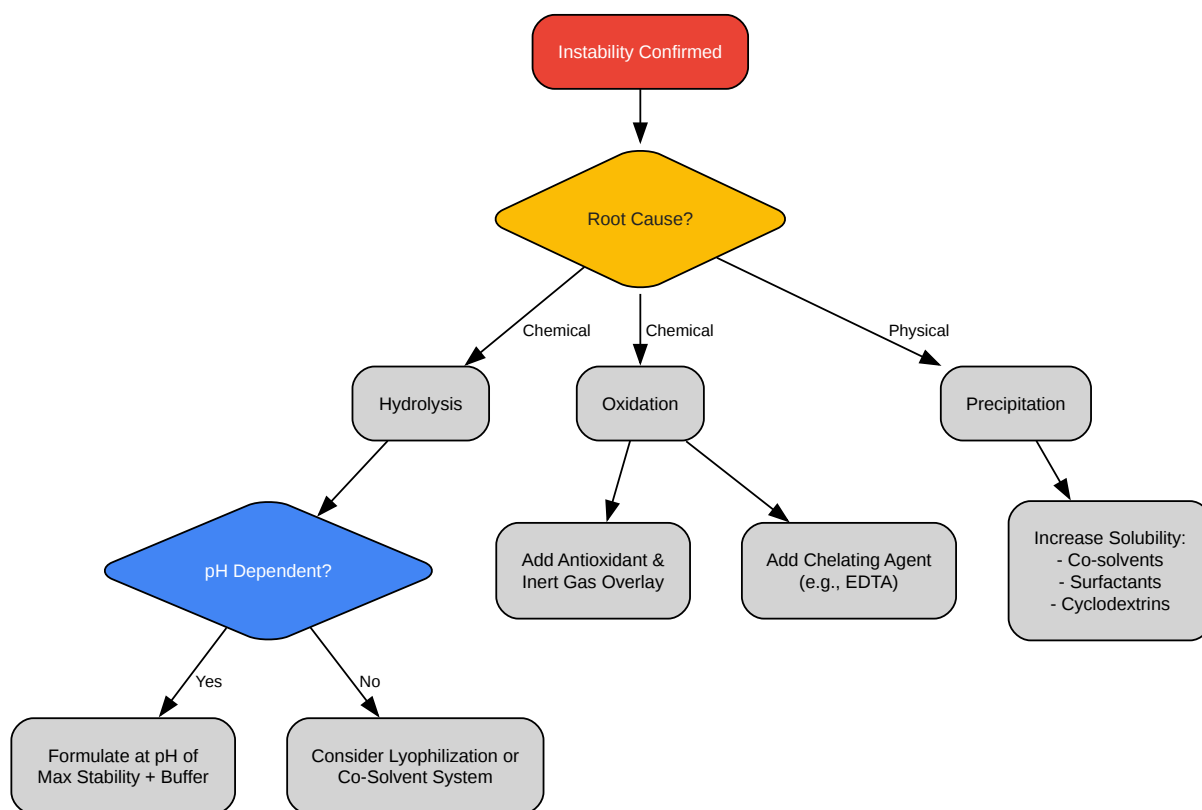 Instability Confirmed
Root Cause?
Chemical
Chemical
Physical
Hydrolysis
Oxidation
Precipitation
pH Dependent?
Add Antioxidant &
Inert Gas Overlay
Add Chelating Agent
(e.g., EDTA)
Increase Solubility:
- Co-solvents
- Surfactants
- Cyclodextrins
Yes
No
Formulate at pH of
Max Stability + Buffer
Consider Lyophilization or
Co-Solvent System